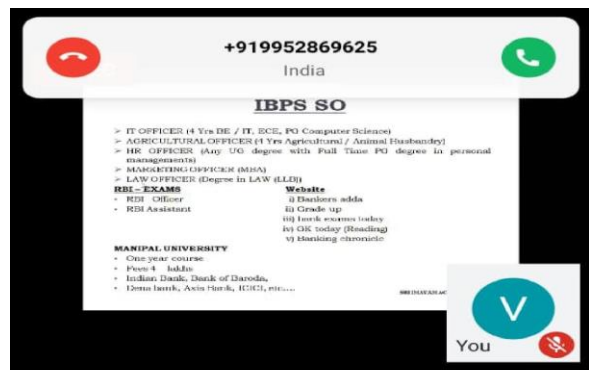 +919952869625
India
IBPS SO
➢ IT OFFICER (4 Yrs BE / IT, ECE, PG Computer Science)
➢ AGRICULTURAL OFFICER (4 Yrs Agricultural / Animal Husbandry)
➢ HR OFFICER (Any UG degree with Full Time PG degree in personal
managements)
➢ MARKETING OFFICER (MBA)
➢ LAW OFFICER (Degree in LAW (LLB))
RBI – EXAMS
- RBI Officer
- RBI Assistant
Website
i) Bankers adda
ii) Grade up
iii) bank exams today
iv) GK today (Reading)
v) Banking chronicle
MANIPAL UNIVERSITY
- One year course
- Fees 4 lakhs
- Indian Bank, Bank of Baroda,
- Dena bank, Axis Bank, ICICI, etc....
V
You